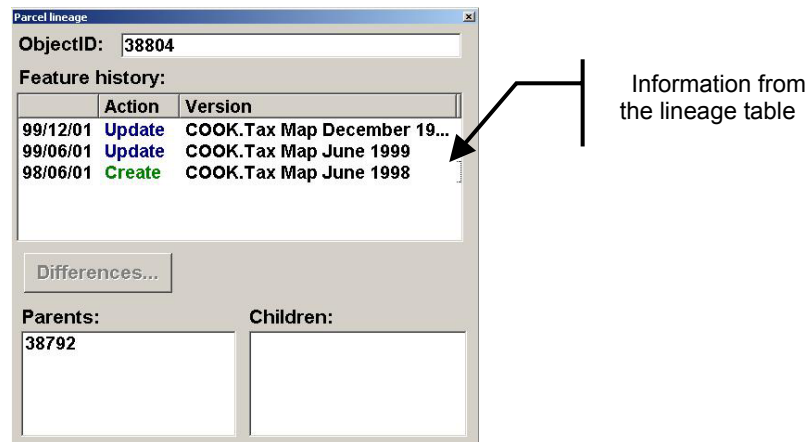 Parcel lineage
ObjectID: 38804
Feature history:
Action Version
99/12/01 Update COOK.Tax Map December 19...
99/06/01 Update COOK.Tax Map June 1999
98/06/01 Create COOK.Tax Map June 1998
Differences...
Parents: Children:
38792
Information from
the lineage table